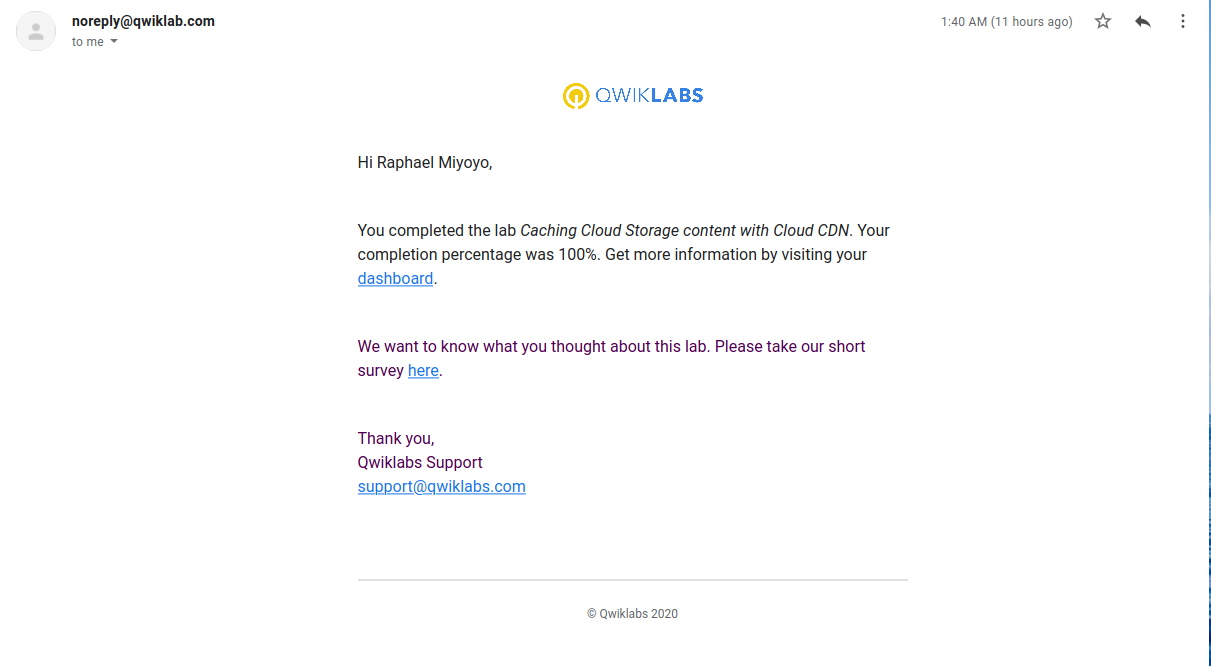 noreply@qwiklab.com
1:40 AM (11 hours ago)
to me
QWIKLABS
Hi Raphael Miyoyo,
You completed the lab Caching Cloud Storage content with Cloud CDN. Your
completion percentage was 100%. Get more information by visiting your
dashboard.
We want to know what you thought about this lab. Please take our short
survey here.
Thank you,
Qwiklabs Support
support@qwiklabs.com
© Qwiklabs 2020